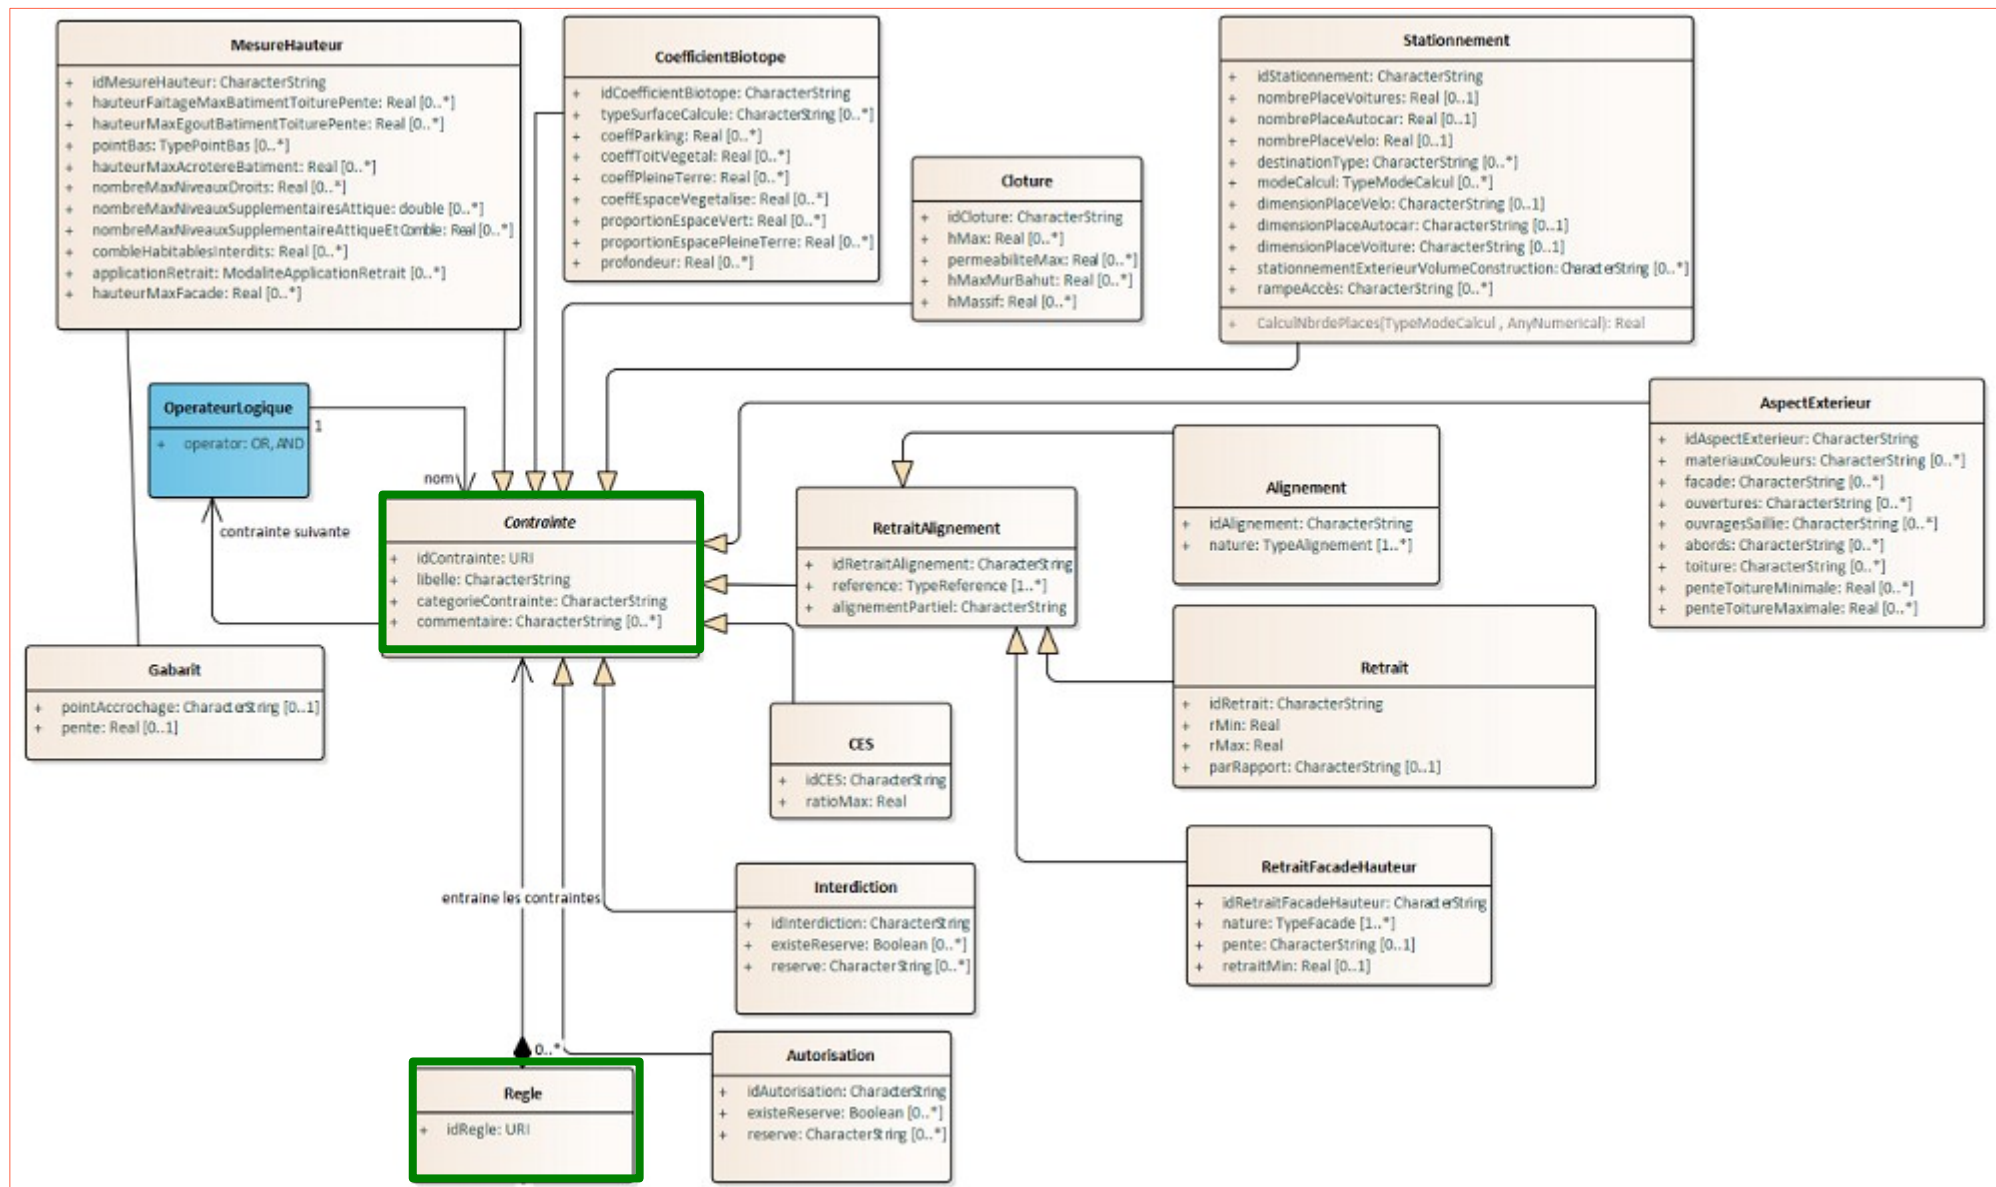 MesureHauteur
+ idMesureHauteur: CharacterString
+ hauteurFaitageMaxBatimentToiturePente: Real [0..*]
+ hauteurMaxEgoutBatimentToiturePente: Real [0..*]
+ pointBas: TypePointBas [0..*]
+ hauteurMaxAcrotereBatiment: Real [0..*]
+ nombreMaxNiveauxDroits: Real [0..*]
+ nombreMaxNiveauxSupplementairesAttique: double [0..*]
+ nombreMaxNiveauxSupplementaireAttiqueEtComble: Real [0..*]
+ combleHabitablesInterdits: Real [0..*]
+ applicationRetrait: ModaliteApplicationRetrait [0..*]
+ hauteurMaxFacade: Real [0..*]
CoefficientBiotope
+ idCoefficientBiotope: CharacterString
+ typeSurfaceCalcule: CharacterString [0..*]
+ coeffParking: Real [0..*]
+ coeffToitVegetal: Real [0..*]
+ coeffPleineTerre: Real [0..*]
+ coeffEspaceVegetalise: Real [0..*]
+ proportionEspaceVert: Real [0..*]
+ proportionEspacePleineTerre: Real [0..*]
+ profondeur: Real [0..*]
Cloture
+ idCloture: CharacterString
+ hMax: Real [0..*]
+ permeabiliteMax: Real [0..*]
+ hMaxMurBahut: Real [0..*]
+ hMassif: Real [0..*]
Stationnement
+ idStationnement: CharacterString
+ nombrePlaceVoitures: Real [0..1]
+ nombrePlaceAutocar: Real [0..1]
+ nombrePlaceVelo: Real [0..1]
+ destinationType: CharacterString [0..*]
+ modeCalcul: TypeModeCalcul [0..*]
+ dimensionPlaceVelo: CharacterString [0..1]
+ dimensionPlaceAutocar: CharacterString [0..1]
+ dimensionPlaceVoiture: CharacterString [0..1]
+ stationnementExterieurVolumeConstruction: CharacterString [0..*]
+ rampeAccès: CharacterString [0..*]
+ CalculNbrdePlaces(TypeModeCalcul , AnyNumerical): Real
OperateurLogique
+ operator: OR, AND
1
nom
contrainte suivante
Contrainte
+ idContrainte: URI
+ libelle: CharacterString
+ categorieContrainte: CharacterString
+ commentaire: CharacterString [0..*]
RetraitAlignement
+ idRetraitAlignement: CharacterString
+ reference: TypeReference [1..*]
+ alignementPartiel: CharacterString
Alignement
+ idAlignement: CharacterString
+ nature: TypeAlignement [1..*]
AspectExterieur
+ idAspectExterieur: CharacterString
+ materiauxCouleurs: CharacterString [0..*]
+ facade: CharacterString [0..*]
+ ouvertures: CharacterString [0..*]
+ ouvragesSaillie: CharacterString [0..*]
+ abords: CharacterString [0..*]
+ toiture: CharacterString [0..*]
+ penteToitureMinimale: Real [0..*]
+ penteToitureMaximale: Real [0..*]
Gabarit
+ pointAccrochage: CharacterString [0..1]
+ pente: Real [0..1]
Retrait
+ idRetrait: CharacterString
+ rMin: Real
+ rMax: Real
+ parRapport: CharacterString [0..1]
CES
+ idCES: CharacterString
+ ratioMax: Real
RetraitFacadeHauteur
+ idRetraitFacadeHauteur: CharacterString
+ nature: TypeFacade [1..*]
+ pente: CharacterString [0..1]
+ retraitMin: Real [0..1]
entraine les contraintes
Interdiction
+ idInterdiction: CharacterString
+ existeReserve: Boolean [0..*]
+ reserve: CharacterString [0..*]
0..*
Regle
+ idRegle: URI
Autorisation
+ idAutorisation: CharacterString
+ existeReserve: Boolean [0..*]
+ reserve: CharacterString [0..*]